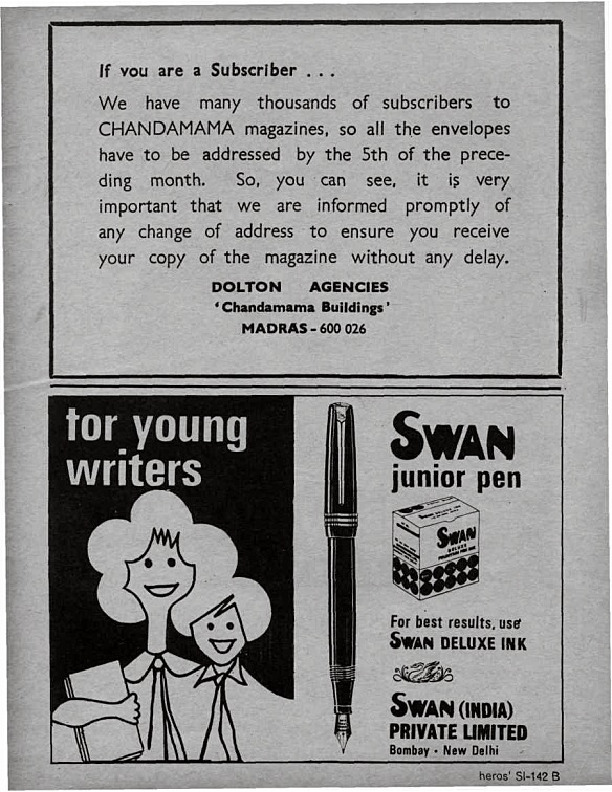 If you are a Subscriber . . .
We have many thousands of subscribers to
CHANDAMAMA magazines, so all the envelopes
have to be addressed by the 5th of the prece-
ding month. So, you can see, it is very
important that we are informed promptly of
any change of address to ensure you receive
your copy of the magazine without any delay.
DOLTON AGENCIES
‘Chandamama Buildings’
MADRAS - 600 026
for young
writers
SWAN
junior pen
SWAN
DELUXE
For best results, use
SWAN DELUXE INK
SWAN (INDIA)
PRIVATE LIMITED
Bombay · New Delhi
heros' SI-142 B